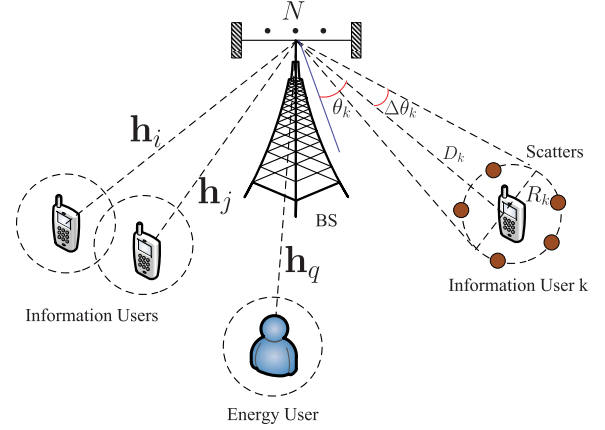 N
θ_k
Δθ_k
h_i
D_k
Scatters
R_k
h_j
BS
h_q
Information User k
Information Users
Energy User